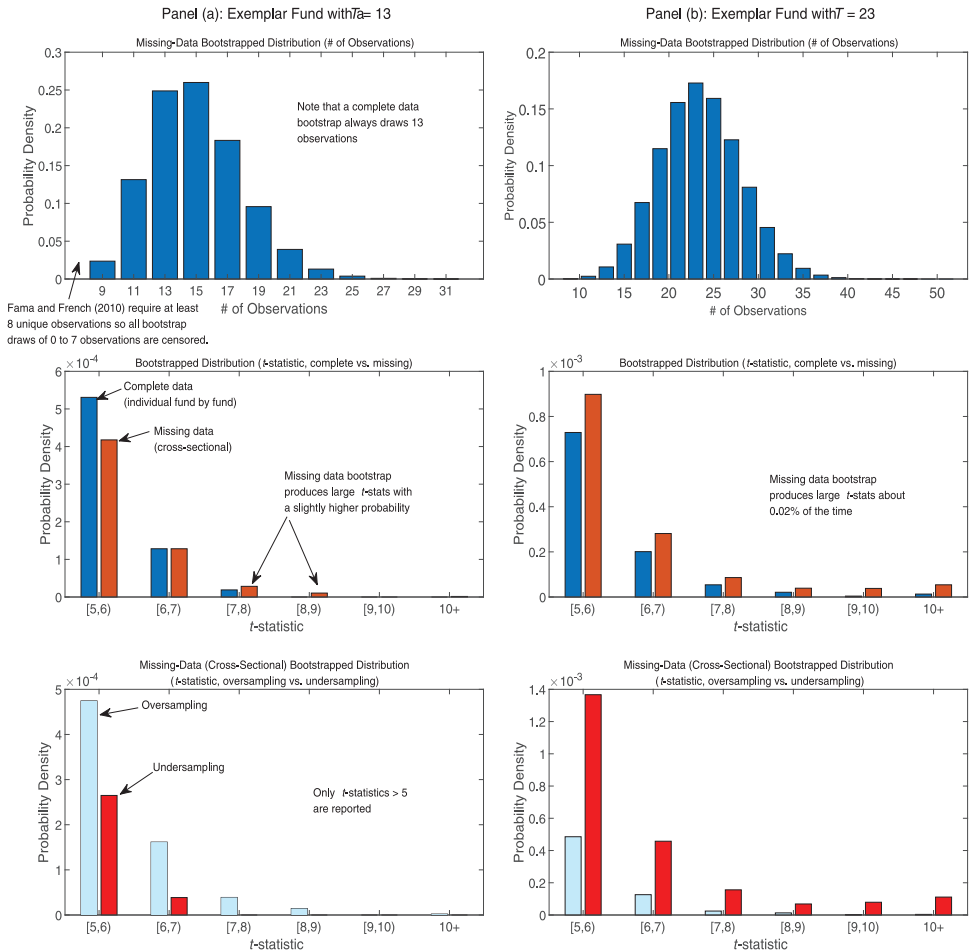 Panel (a): Exemplar Fund with Ta = 13
Missing-Data Bootstrapped Distribution (# of Observations)
0.3
0.25
0.2
0.15
0.1
0.05
0
Probability Density
Note that a complete data
bootstrap always draws 13
observations
9 11 13 15 17 19 21 23 25 27 29 31
# of Observations
Fama and French (2010) require at least
8 unique observations so all bootstrap
draws of 0 to 7 observations are censored.
Panel (b): Exemplar Fund with T = 23
Missing-Data Bootstrapped Distribution (# of Observations)
0.2
0.15
0.1
0.05
0
Probability Density
10 15 20 25 30 35 40 45 50
# of Observations
Bootstrapped Distribution (t-statistic, complete vs. missing)
×10-4
6
5
4
3
2
1
0
Probability Density
Complete data
(individual fund by fund)
Missing data
(cross-sectional)
Missing data bootstrap
produces large t-stats with
a slightly higher probability
[5,6) [6,7) [7,8) [8,9) [9,10) 10+
t-statistic
Bootstrapped Distribution (t-statistic, complete vs. missing)
×10-3
1
0.8
0.6
0.4
0.2
0
Probability Density
Missing data bootstrap
produces large t-stats about
0.02% of the time
[5,6) [6,7) [7,8) [8,9) [9,10) 10+
t-statistic
Missing-Data (Cross-Sectional) Bootstrapped Distribution
(t-statistic, oversampling vs. undersampling)
×10-4
5
4
3
2
1
0
Probability Density
Oversampling
Undersampling
Only t-statistics > 5
are reported
[5,6) [6,7) [7,8) [8,9) [9,10) 10+
t-statistic
Missing-Data (Cross-Sectional) Bootstrapped Distribution
(t-statistic, oversampling vs. undersampling)
×10-3
1.4
1.2
1
0.8
0.6
0.4
0.2
0
Probability Density
[5,6) [6,7) [7,8) [8,9) [9,10) 10+
t-statistic